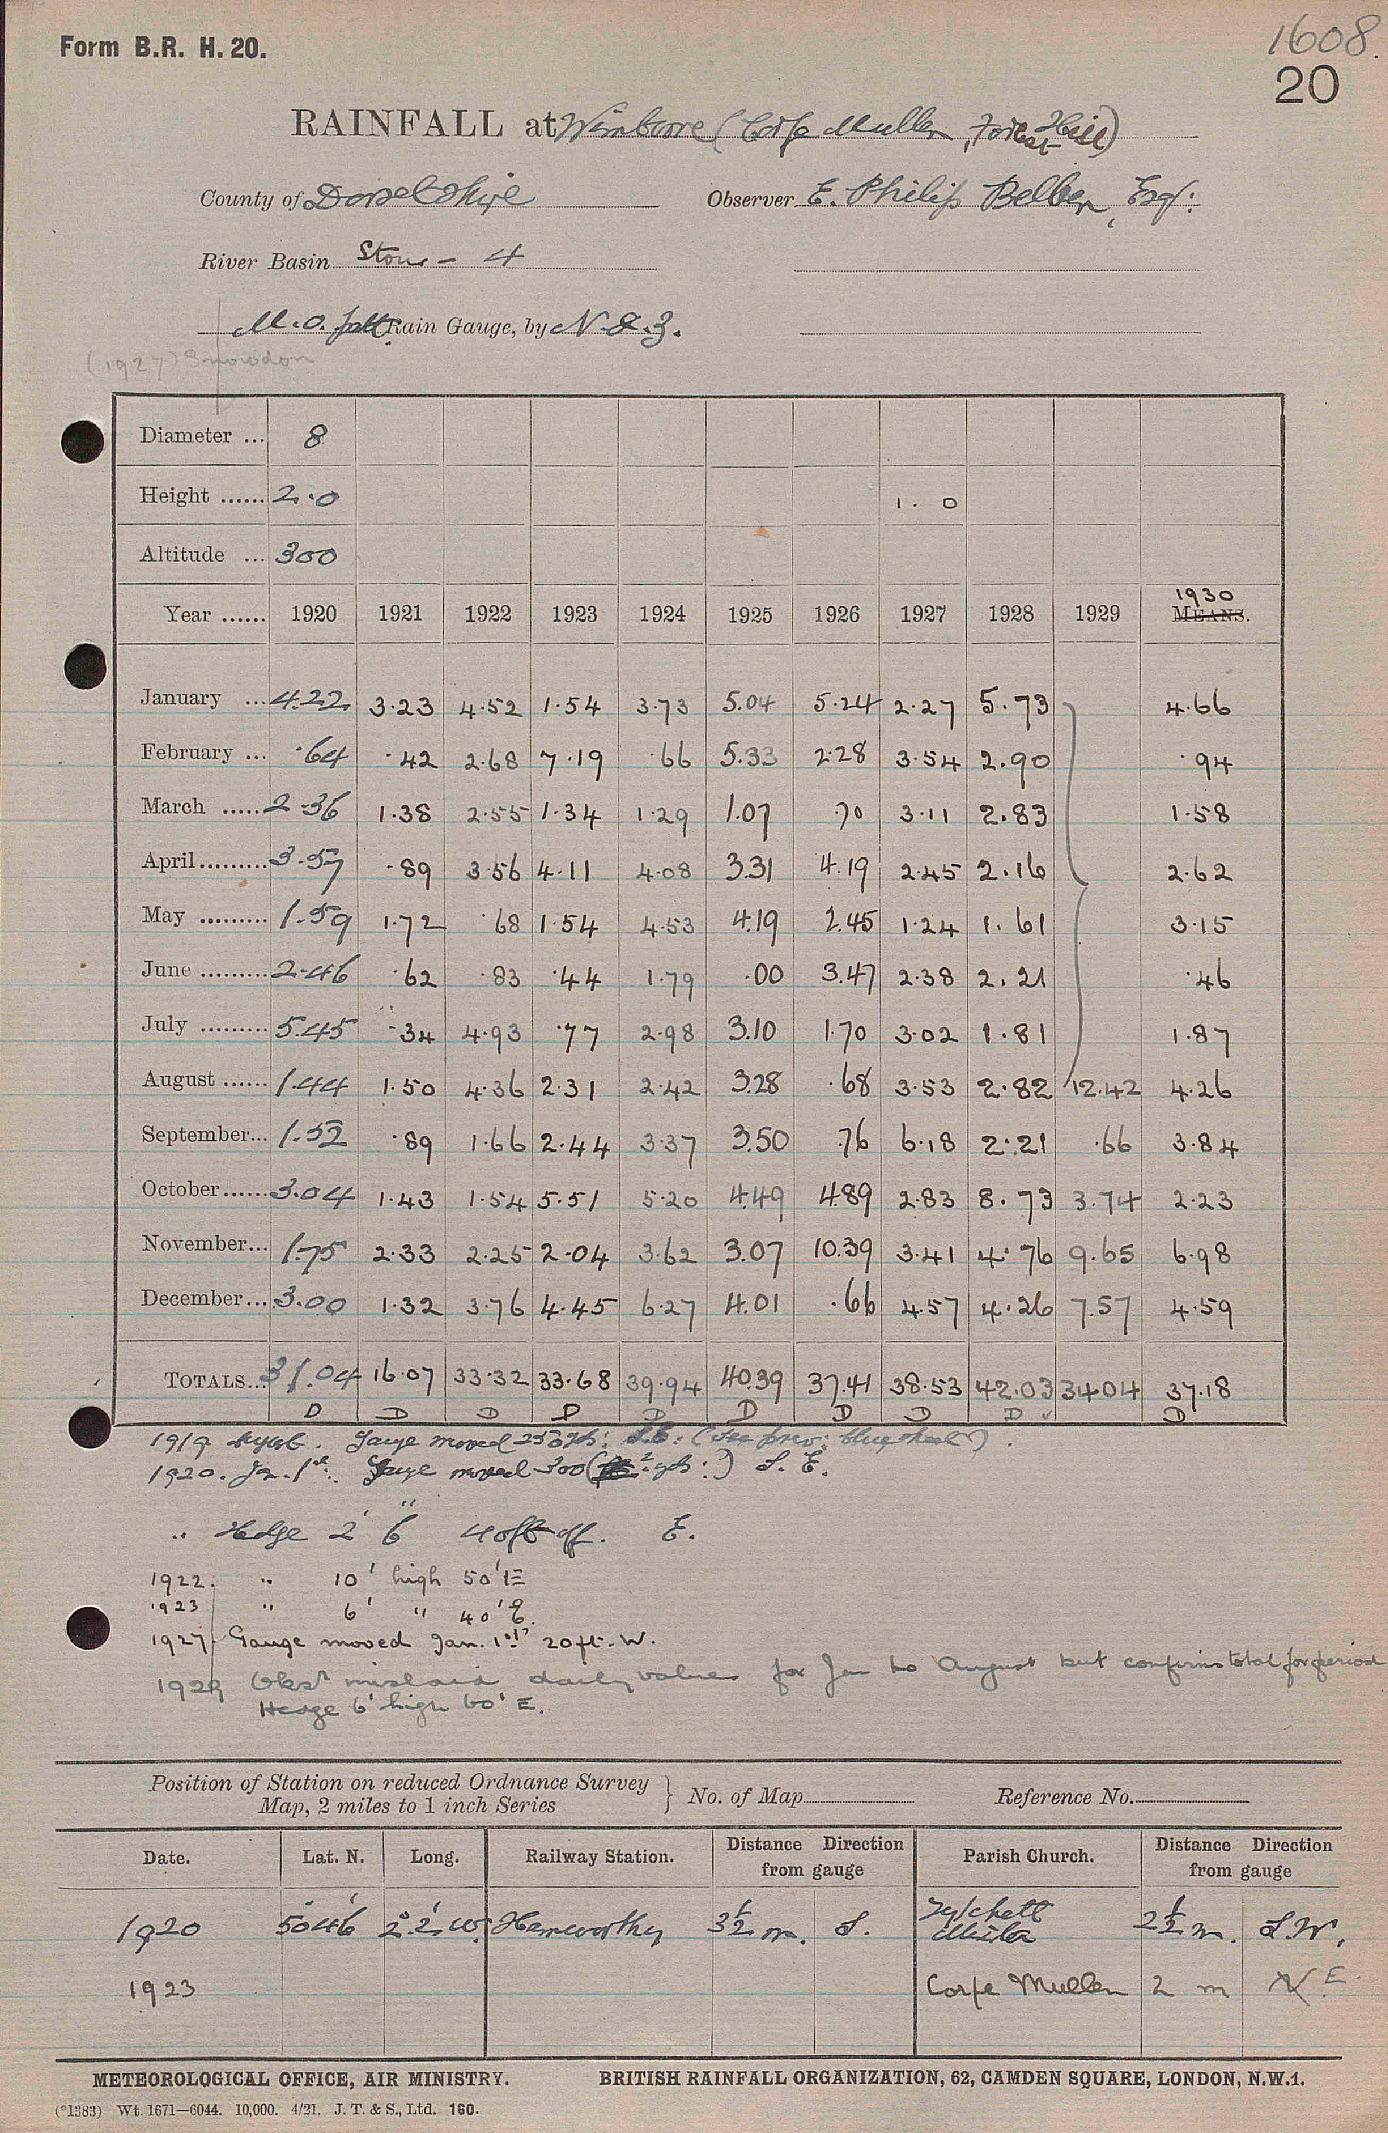 Form B.R. H. 20.
1608.
20
RAINFALL at Wimborne (Corfe Mullen, Forest Hill)
County of Dorsetshire Observer E. Philip Belben, Esq:
River Basin Stour - 4
M.O. patt. Rain Gauge, by N & Z.
(1927) Snowdon
Diameter ... 8
Height ...... 2.0 1.0
Altitude ... 300
Year ...... 1920 1921 1922 1923 1924 1925 1926 1927 1928 1929 1930 MEANS.
January ... 4.22 3.23 4.52 1.54 3.73 5.04 5.24 2.27 5.73 4.66
February ... .64 .42 2.68 7.19 .66 5.33 2.28 3.54 2.90 .94
March ...... 2.36 1.38 2.55 1.34 1.29 1.07 .70 3.11 2.83 1.58
April ......... 3.57 .89 3.56 4.11 4.08 3.31 4.19 2.45 2.16 2.62
May ......... 1.59 1.72 .68 1.54 4.53 4.19 2.45 1.24 1.61 3.15
June ......... 2.46 .62 .83 .44 1.79 .00 3.47 2.38 2.21 .46
July ......... 5.45 .34 4.93 .77 2.98 3.10 1.70 3.02 1.81 1.87
August ...... 1.44 1.50 4.36 2.31 2.42 3.28 .68 3.53 2.82 12.42 4.26
September... 1.52 .89 1.66 2.44 3.37 3.50 .76 6.18 2.21 .66 3.84
October...... 3.04 1.43 1.54 5.51 5.20 4.49 4.89 2.83 8.73 3.74 2.23
November... 1.75 2.33 2.25 2.04 3.62 3.07 10.39 3.41 4.76 9.65 6.98
December... 3.00 1.32 3.76 4.45 6.27 4.01 .66 4.57 4.26 7.57 4.59
TOTALS... 31.04 16.07 33.32 33.68 39.94 40.39 37.41 38.53 42.03 34.04 37.18
D D D D D D D D D D
1919 Gauge moved 250 yds: S.E: (See prev: blue sheet).
1920. Jan. 1st. Gauge moved 300 ( yds:) S.E.
" Hedge 2' 6" 40ft off. E.
1922. " 10' high 50' E
1923 " 6' " 40' E.
1927 Gauge moved Jan. 1st 20ft. W.
1929 Obsr mislaid daily values for Jan to August but confirms total for period
Hedge 6' high 60' E.
Position of Station on reduced Ordnance Survey Map, 2 miles to 1 inch Series } No. of Map Reference No.
Date. Lat. N. Long. Railway Station. Distance Direction from gauge Parish Church. Distance Direction from gauge
1920 50°46' 2°2' W. Hamworthy 3½ m. S. Lytchett Minster 2½ m. S.W.
1923 Corfe Mullen 2 m N E.
METEOROLOGICAL OFFICE, AIR MINISTRY. BRITISH RAINFALL ORGANIZATION, 62, CAMDEN SQUARE, LONDON, N.W.1.
(*1383) Wt. 1671—6044. 10,000. 4/21. J. T. & S., Ltd. 160.